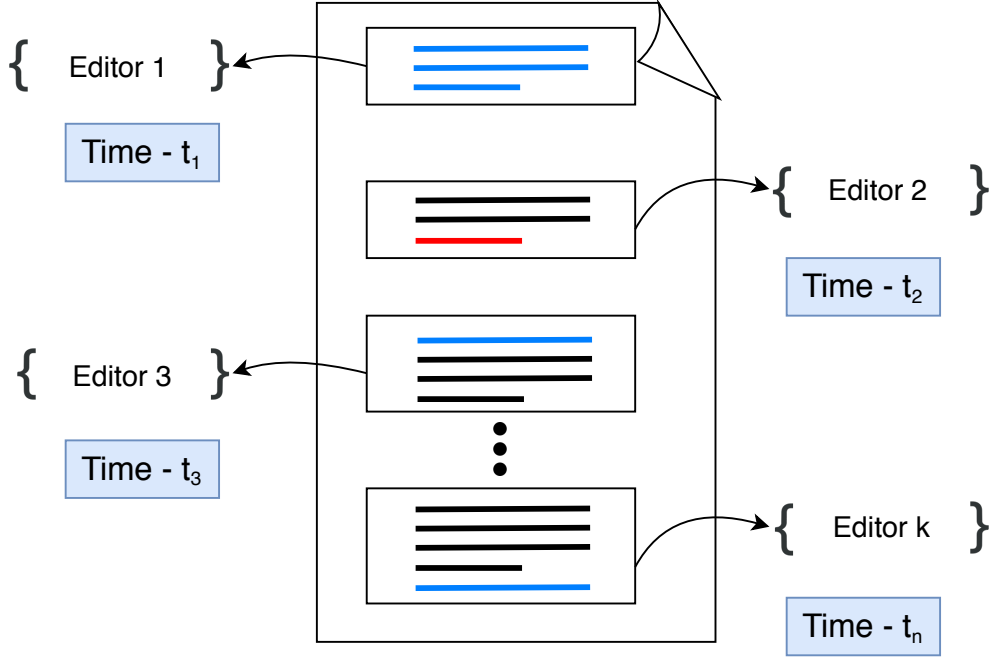 { Editor 1 }
Time - t₁
{ Editor 2 }
Time - t₂
{ Editor 3 }
Time - t₃
{ Editor k }
Time - tₙ